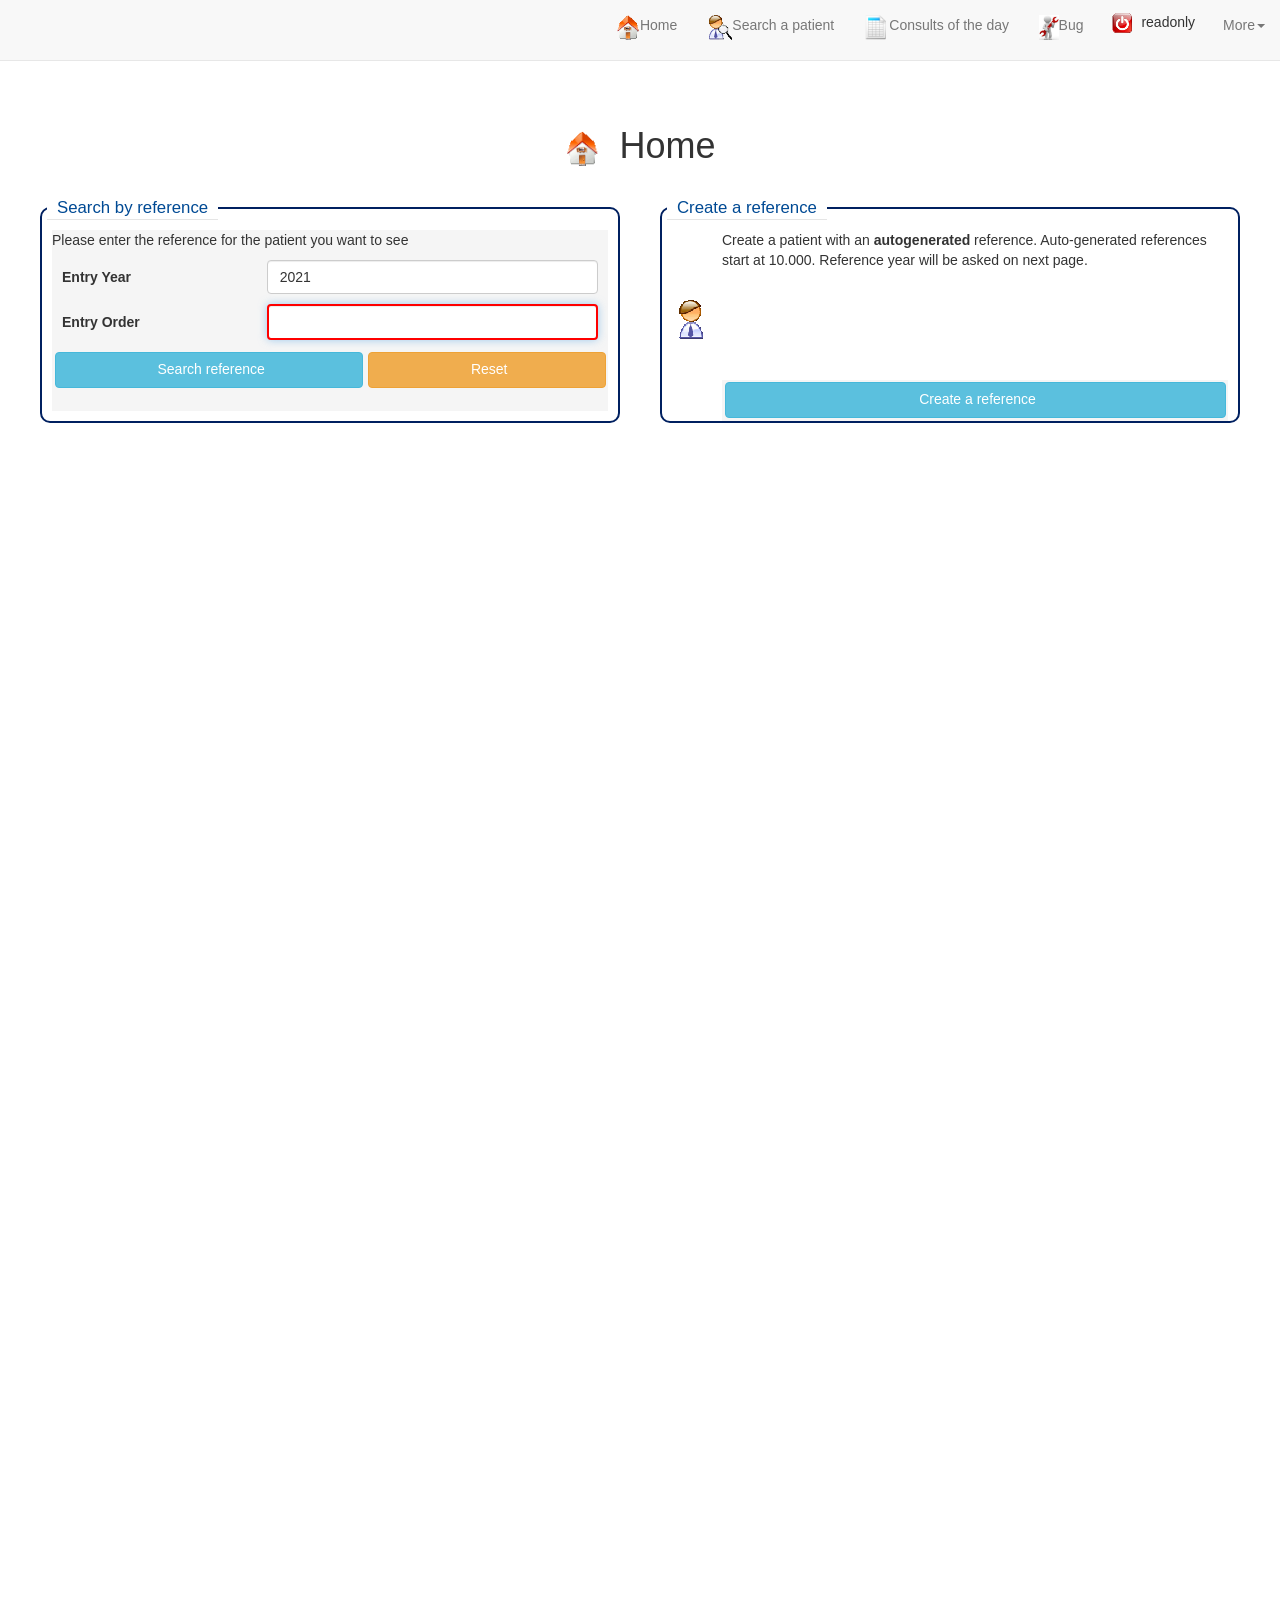 Home Search a patient Consults of the day Bug readonly More
Home
Search by reference
Please enter the reference for the patient you want to see
Entry Year 2021
Entry Order
Search reference Reset
Create a reference
Create a patient with an autogenerated reference. Auto-generated references
start at 10.000. Reference year will be asked on next page.
Create a reference